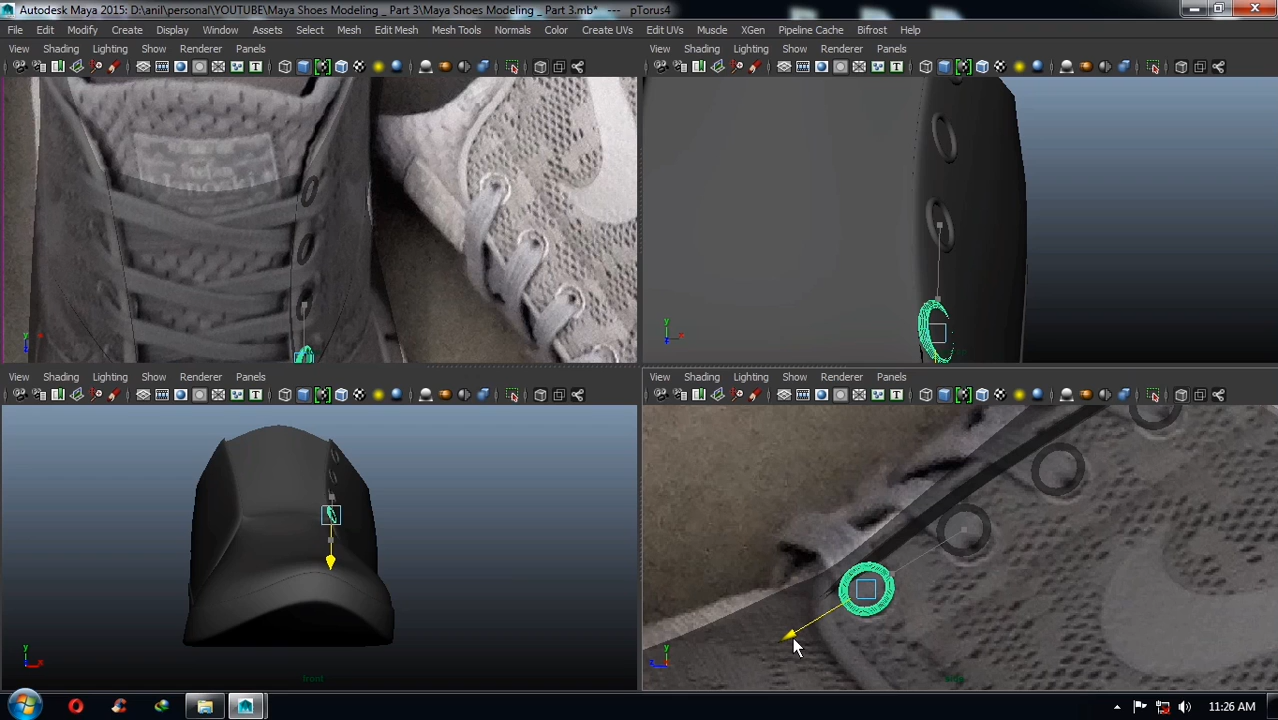 Autodesk Maya 2015: D:\anil\personal\YOUTUBE\Maya Shoes Modeling _ Part 3\Maya Shoes Modeling _ Part 3.mb* --- pTorus4
File Edit Modify Create Display Window Assets Select Mesh Edit Mesh Mesh Tools Normals Color Create UVs Edit UVs Muscle XGen Pipeline Cache Bifrost Help
View Shading Lighting Show Renderer Panels
View Shading Lighting Show Renderer Panels
View Shading Lighting Show Renderer Panels
View Shading Lighting Show Renderer Panels
front
11:26 AM